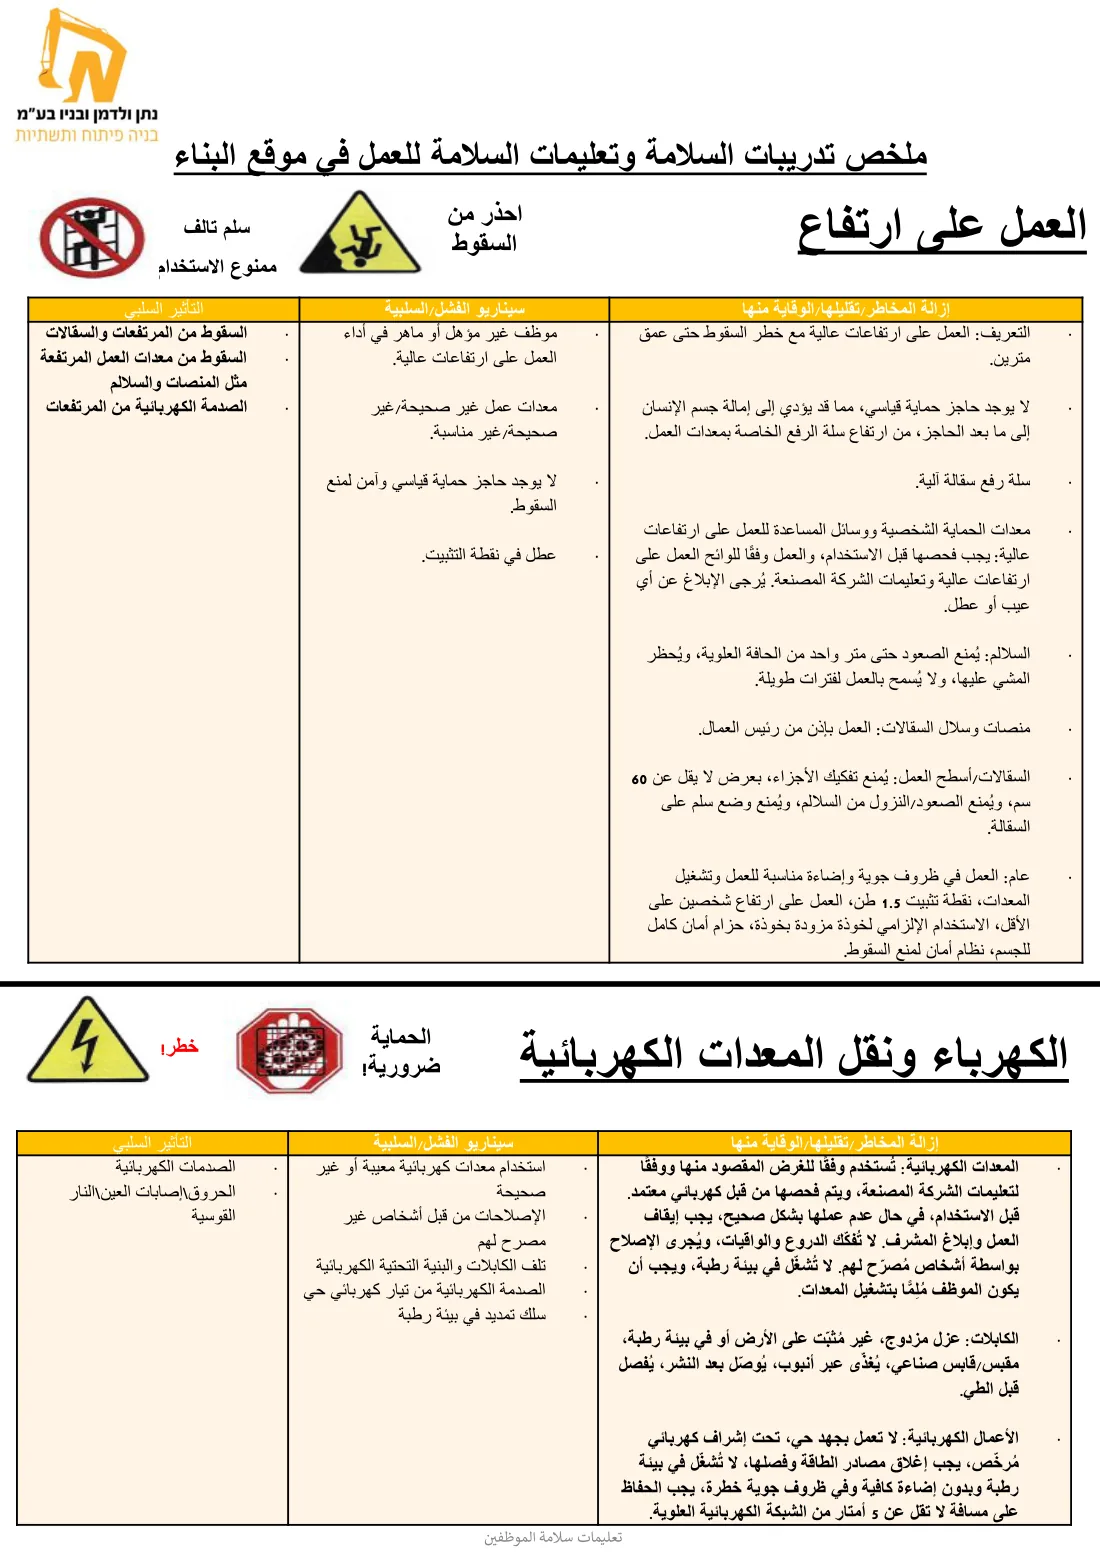 נתן ולדמן ובניו בע"מ
בניה פיתוח ותשתיות
ملخص تدريبات السلامة وتعليمات السلامة للعمل في موقع البناء
العمل على ارتفاع
احذر من
السقوط
سلم تالف
ممنوع الاستخدام
إزالة المخاطر/تقليلها/الوقاية منها
· التعريف: العمل على ارتفاعات عالية مع خطر السقوط حتى عمق
مترين.
· لا يوجد حاجز حماية قياسي، مما قد يؤدي إلى إمالة جسم الإنسان
إلى ما بعد الحاجز، من ارتفاع سلة الرفع الخاصة بمعدات العمل.
· سلة رفع سقالة آلية.
· معدات الحماية الشخصية ووسائل المساعدة للعمل على ارتفاعات
عالية: يجب فحصها قبل الاستخدام، والعمل وفقًا للوائح العمل على
ارتفاعات عالية وتعليمات الشركة المصنعة. يُرجى الإبلاغ عن أي
عيب أو عطل.
· السلالم: يُمنع الصعود حتى متر واحد من الحافة العلوية، ويُحظر
المشي عليها، ولا يُسمح بالعمل لفترات طويلة.
· منصات وسلال السقالات: العمل بإذن من رئيس العمال.
· السقالات/أسطح العمل: يُمنع تفكيك الأجزاء، بعرض لا يقل عن 60
سم، ويُمنع الصعود/النزول من السلالم، ويُمنع وضع سلم على
السقالة.
· عام: العمل في ظروف جوية وإضاءة مناسبة للعمل وتشغيل
المعدات، نقطة تثبيت 1.5 طن، العمل على ارتفاع شخصين على
الأقل، الاستخدام الإلزامي لخوذة مزودة بخوذة، حزام أمان كامل
للجسم، نظام أمان لمنع السقوط.
سيناريو الفشل/السلبية
· موظف غير مؤهل أو ماهر في أداء
العمل على ارتفاعات عالية.
· معدات عمل غير صحيحة/غير
صحيحة/غير مناسبة.
· لا يوجد حاجز حماية قياسي وآمن لمنع
السقوط.
· عطل في نقطة التثبيت.
التأثير السلبي
· السقوط من المرتفعات والسقالات
· السقوط من معدات العمل المرتفعة
مثل المنصات والسلالم
· الصدمة الكهربائية من المرتفعات
الكهرباء ونقل المعدات الكهربائية
الحماية
ضرورية!
خطر!
إزالة المخاطر/تقليلها/الوقاية منها
· المعدات الكهربائية: تُستخدم وفقًا للغرض المقصود منها ووفقًا
لتعليمات الشركة المصنعة، ويتم فحصها من قبل كهربائي معتمد.
قبل الاستخدام، في حال عدم عملها بشكل صحيح، يجب إيقاف
العمل وإبلاغ المشرف. لا تُفكّك الدروع والواقيات، ويُجرى الإصلاح
بواسطة أشخاص مُصرّح لهم. لا تُشغّل في بيئة رطبة، ويجب أن
يكون الموظف مُلِمًّا بتشغيل المعدات.
· الكابلات: عزل مزدوج، غير مُثبّت على الأرض أو في بيئة رطبة،
مقبس/قابس صناعي، يُغذّى عبر أنبوب، يُوصّل بعد النشر، يُفصل
قبل الطي.
· الأعمال الكهربائية: لا تعمل بجهد حي، تحت إشراف كهربائي
مُرخّص، يجب إغلاق مصادر الطاقة وفصلها، لا تُشغّل في بيئة
رطبة وبدون إضاءة كافية وفي ظروف جوية خطرة، يجب الحفاظ
على مسافة لا تقل عن 5 أمتار من الشبكة الكهربائية العلوية.
سيناريو الفشل/السلبية
· استخدام معدات كهربائية معيبة أو غير
صحيحة
· الإصلاحات من قبل أشخاص غير
مصرح لهم
· تلف الكابلات والبنية التحتية الكهربائية
· الصدمة الكهربائية من تيار كهربائي حي
· سلك تمديد في بيئة رطبة
التأثير السلبي
· الصدمات الكهربائية
· الحروق\إصابات العين\النار
القوسية
تعليمات سلامة الموظفين